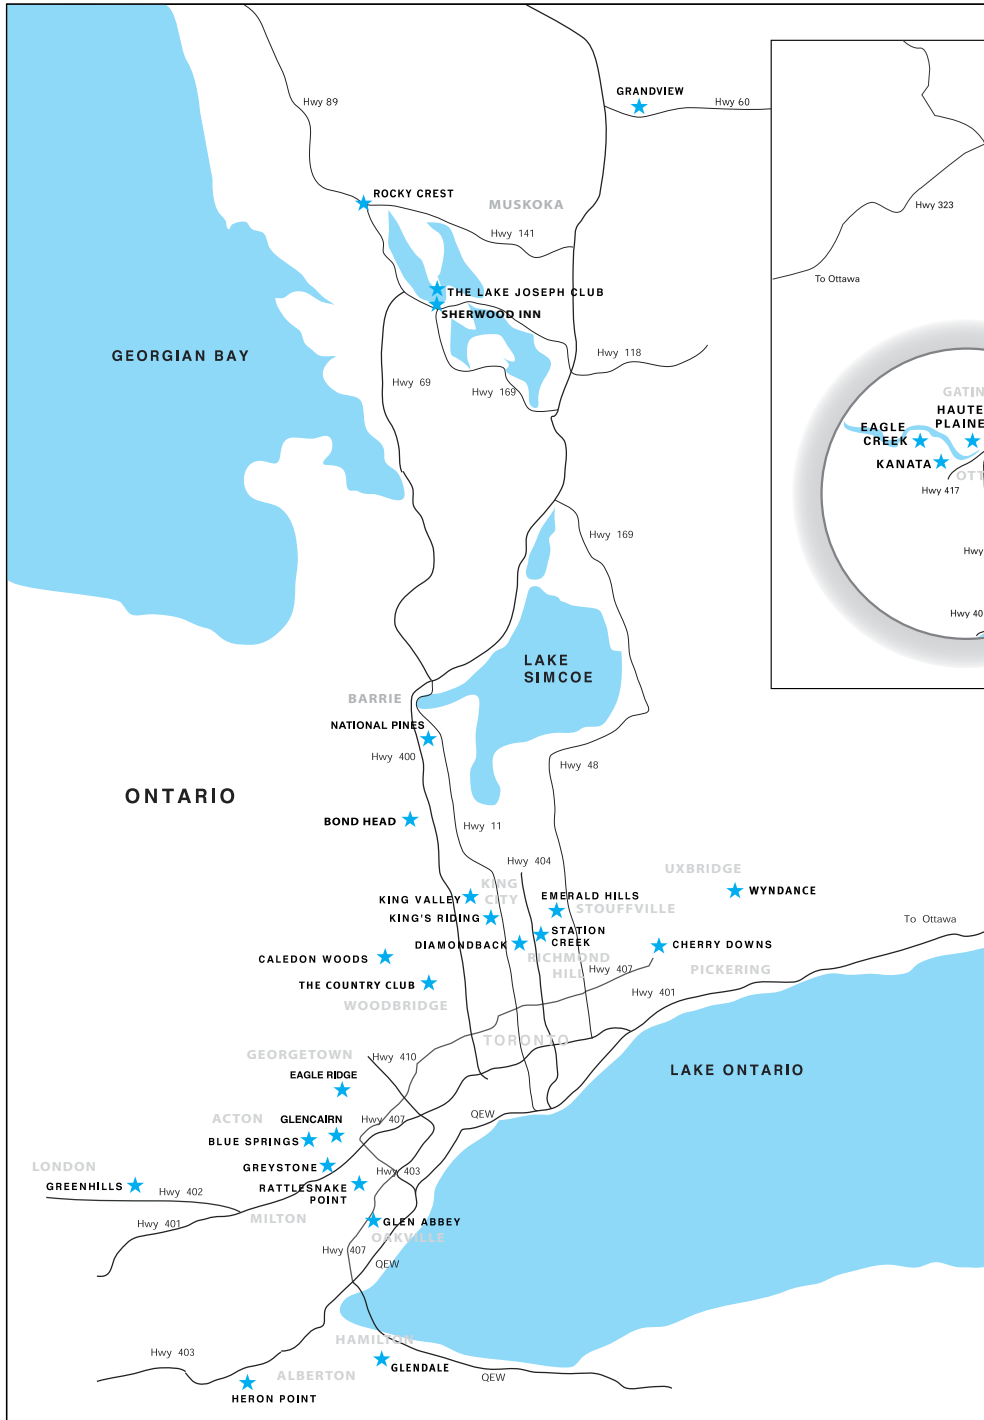 GRANDVIEW
Hwy 89
Hwy 60
ROCKY CREST
MUSKOKA
Hwy 323
Hwy 141
To Ottawa
THE LAKE JOSEPH CLUB
SHERWOOD INN
GEORGIAN BAY
Hwy 118
Hwy 69
Hwy 169
GATIN
HAUTE
PLAINE
EAGLE
CREEK
KANATA
OTT
Hwy 417
Hwy 169
Hwy
Hwy 40
LAKE
SIMCOE
BARRIE
NATIONAL PINES
Hwy 400
Hwy 48
ONTARIO
BOND HEAD
Hwy 11
Hwy 404
UXBRIDGE
KING
CITY
WYNDANCE
KING VALLEY
EMERALD HILLS
STOUFFVILLE
KING'S RIDING
To Ottawa
STATION
CREEK
DIAMONDBACK
CHERRY DOWNS
CALEDON WOODS
RICHMOND
HILL
Hwy 407
PICKERING
THE COUNTRY CLUB
Hwy 401
WOODBRIDGE
TORONTO
GEORGETOWN
Hwy 410
LAKE ONTARIO
EAGLE RIDGE
QEW
ACTON
GLENCAIRN
Hwy 407
BLUE SPRINGS
LONDON
GREYSTONE
Hwy 403
GREENHILLS
Hwy 402
RATTLESNAKE
POINT
MILTON
Hwy 401
GLEN ABBEY
OAKVILLE
Hwy 407
QEW
HAMILTON
Hwy 403
GLENDALE
ALBERTON
QEW
HERON POINT